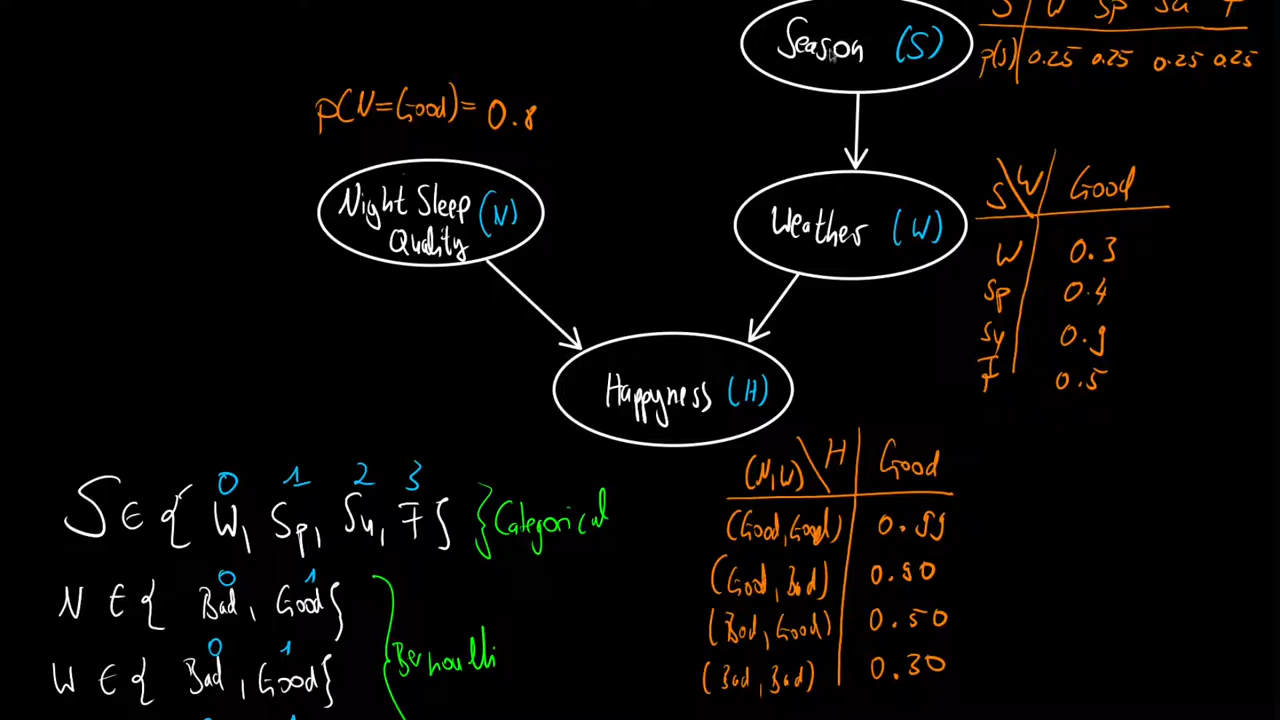 S W Sp Su F
p(S) 0.25 0.25 0.25 0.25
Season (S)
p(N=Good)= 0.8
Night Sleep (N)
Quality
Weather (W)
S\W Good
W 0.3
Sp 0.4
Su 0.9
F 0.5
Happyness (H)
(N,W)\H Good
(Good,Good) 0.99
(Good,Bad) 0.90
(Bad,Good) 0.50
(Bad,Bad) 0.30
0 1 2 3
S ∈ { W, Sp, Su, F } } Categorical
0 1
N ∈ { Bad, Good }
0 1
W ∈ { Bad, Good } Bernoulli